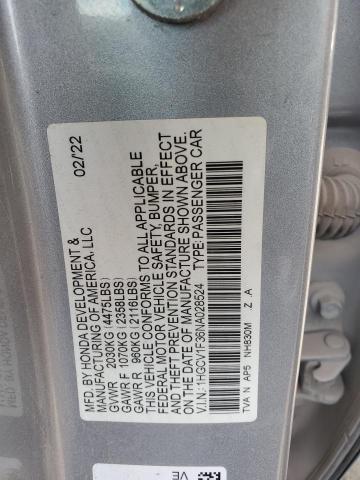 MFD. BY HONDA DEVELOPMENT & 02/22
MANUFACTURING OF AMERICA, LLC
GVWR 2030KG (4475LBS)
GAWR F 1070KG (2358LBS)
GAWR R 960KG (2116LBS)
THIS VEHICLE CONFORMS TO ALL APPLICABLE
FEDERAL MOTOR VEHICLE SAFETY, BUMPER,
AND THEFT PREVENTION STANDARDS IN EFFECT
ON THE DATE OF MANUFACTURE SHOWN ABOVE.
V.I.N.: 1HGCV1F36NA028524 TYPE:PASSENGER CAR
TVA N AP5 NH830M Z A
VE